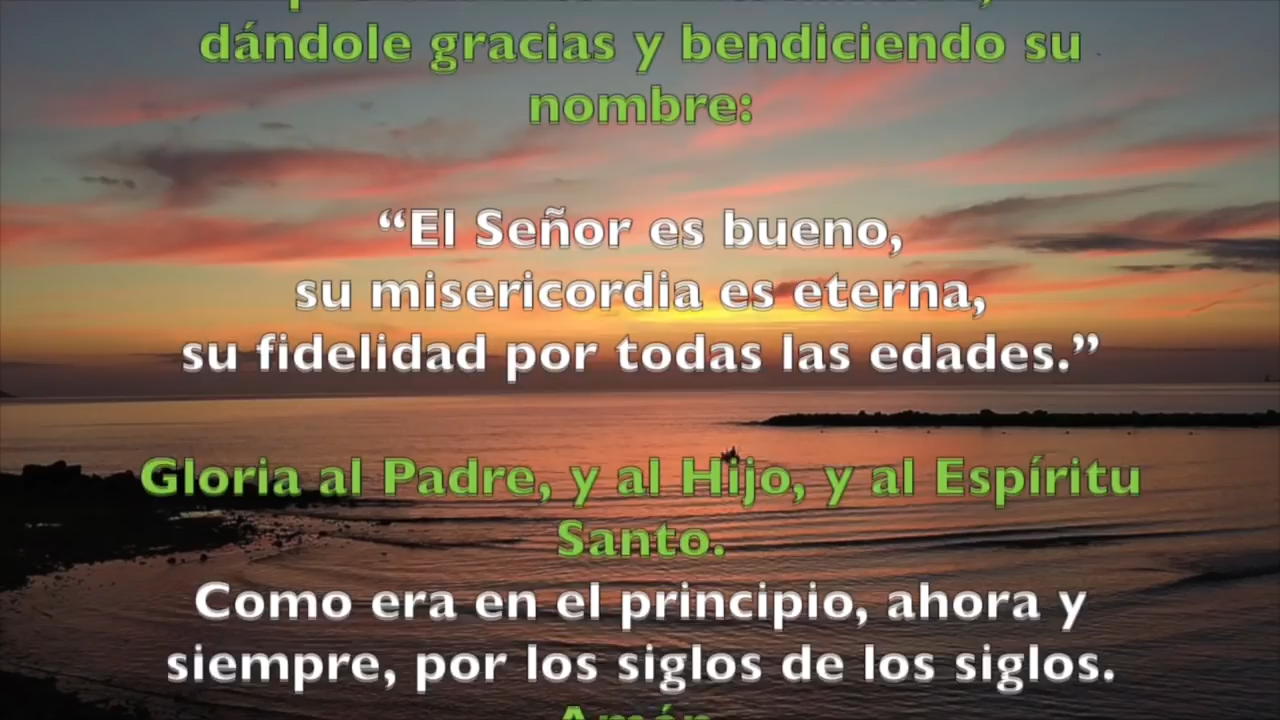 dándole gracias y bendiciendo su
nombre:
“El Señor es bueno,
su misericordia es eterna,
su fidelidad por todas las edades.”
Gloria al Padre, y al Hijo, y al Espíritu
Santo.
Como era en el principio, ahora y
siempre, por los siglos de los siglos.
Amén.